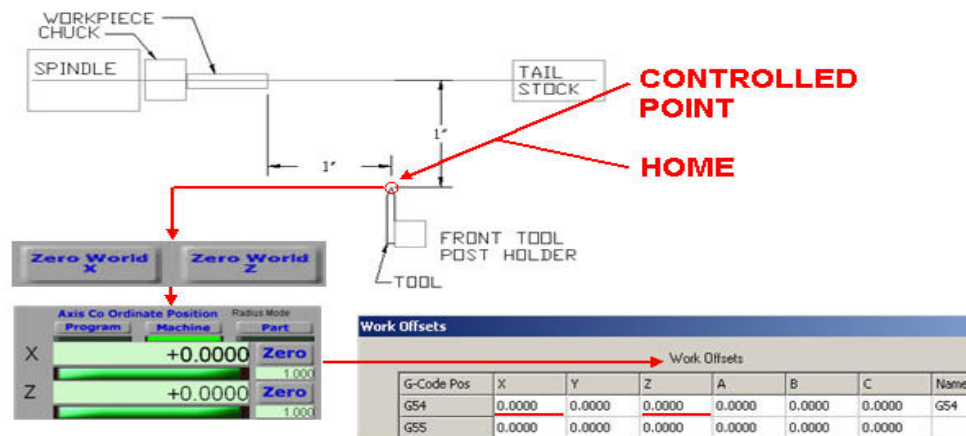 WORKPIECE
CHUCK
SPINDLE
TAIL
STOCK
CONTROLLED
POINT
1"
1"
HOME
FRONT TOOL
POST HOLDER
TOOL
Zero World
X
Zero World
Z
Axis Co Ordinate Position Radius Mode
Program Machine Part
X +0.0000 Zero
1.000
Z +0.0000 Zero
1.000
Work Offsets
Work Offsets
G-Code Pos X Y Z A B C Name
G54 0.0000 0.0000 0.0000 0.0000 0.0000 0.0000 G54
G55 0.0000 0.0000 0.0000 0.0000 0.0000 0.0000